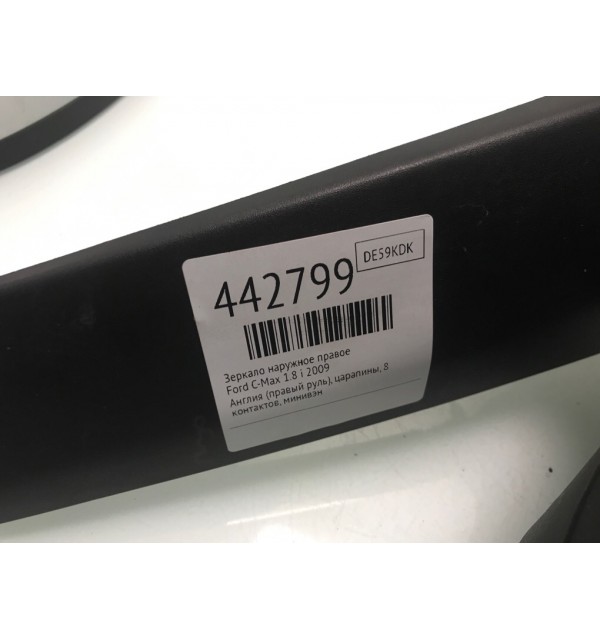 442799
DE59KDK
Зеркало наружное правое
Ford C-Max 1.8 i 2009
Англия (правый руль), царапины, 8
контактов, минивэн